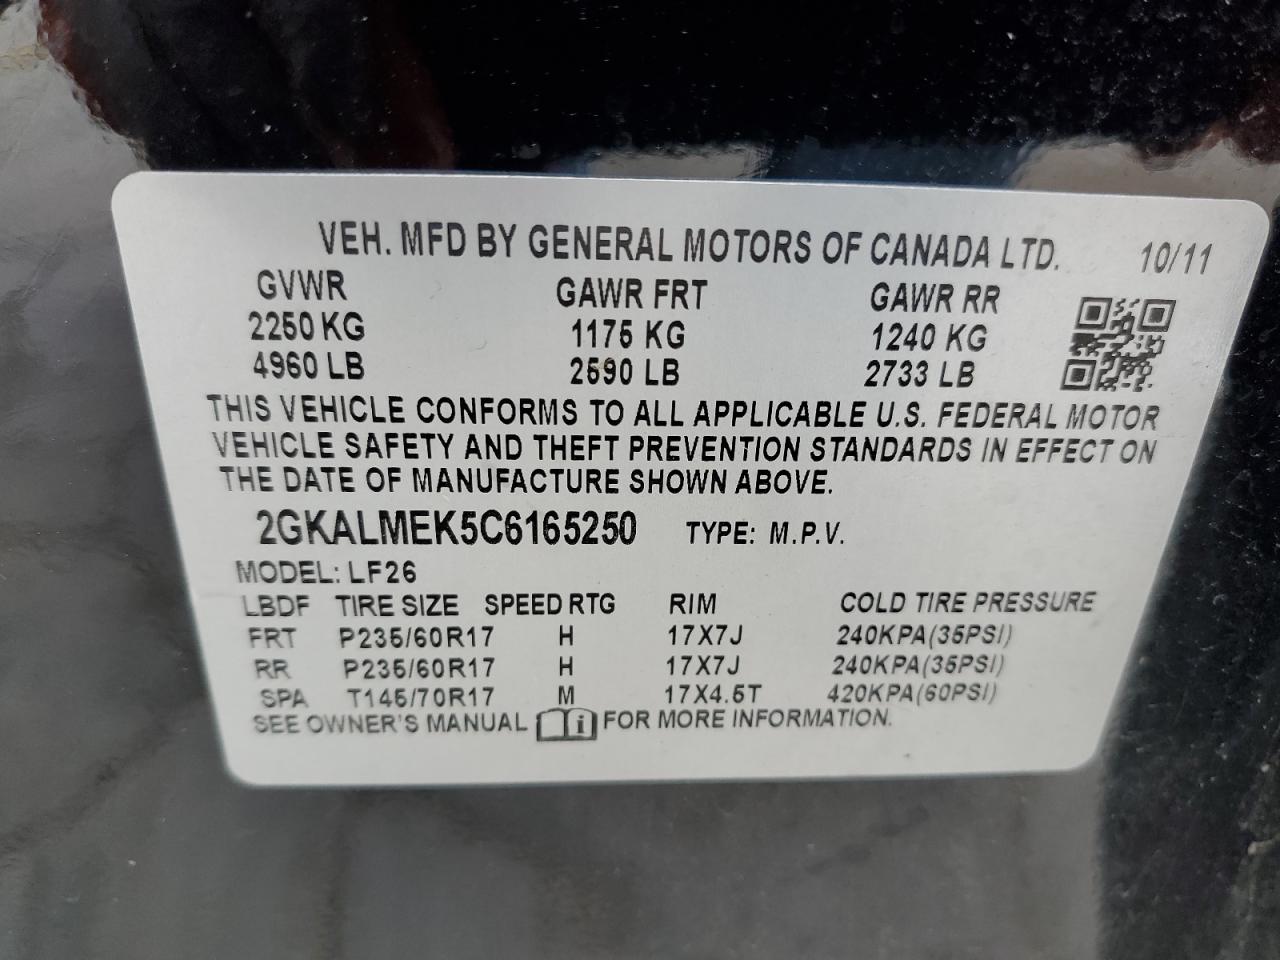 VEH. MFD BY GENERAL MOTORS OF CANADA LTD. 10/11
GVWR GAWR FRT GAWR RR
2250 KG 1175 KG 1240 KG
4960 LB 2590 LB 2733 LB
THIS VEHICLE CONFORMS TO ALL APPLICABLE U.S. FEDERAL MOTOR
VEHICLE SAFETY AND THEFT PREVENTION STANDARDS IN EFFECT ON
THE DATE OF MANUFACTURE SHOWN ABOVE.
2GKALMEK5C6165250 TYPE: M.P.V.
MODEL: LF26
LBDF TIRE SIZE SPEED RTG RIM COLD TIRE PRESSURE
FRT P235/60R17 H 17X7J 240KPA(35PSI)
RR P235/60R17 H 17X7J 240KPA(35PSI)
SPA T145/70R17 M 17X4.5T 420KPA(60PSI)
SEE OWNER'S MANUAL i FOR MORE INFORMATION.